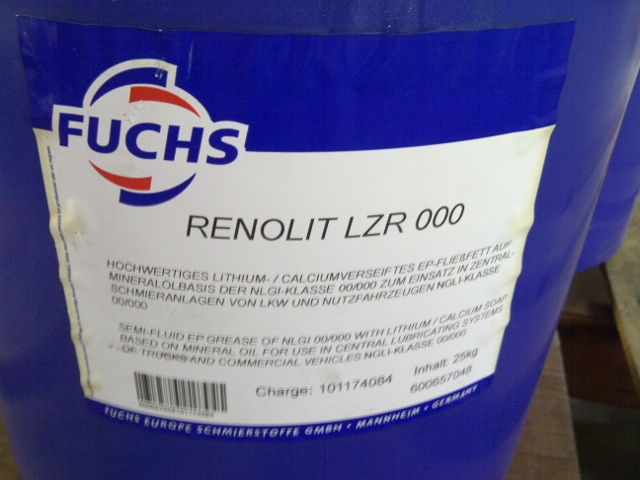 FUCHS
RENOLIT LZR 000
HOCHWERTIGES LITHIUM- / CALCIUMVERSEIFTES EP-FLIEßFETT AUF
MINERALÖLBASIS DER NLGI-KLASSE 00/000 ZUM EINSATZ IN ZENTRAL-
SCHMIERANLAGEN VON LKW UND NUTZFAHRZEUGEN NGLI-KLASSE
00/000
SEMI-FLUID EP GREASE OF NLGI 00/000 WITH LITHIUM / CALCIUM SOAP
BASED ON MINERAL OIL FOR USE IN CENTRAL LUBRICATING SYSTEMS
OF TRUCKS AND COMMERCIAL VEHICLES NGLI-KLASSE 00/000
Charge: 101174084 Inhalt: 25kg
600657048
FUCHS EUROPE SCHMIERSTOFFE GMBH • MANNHEIM • GERMANY